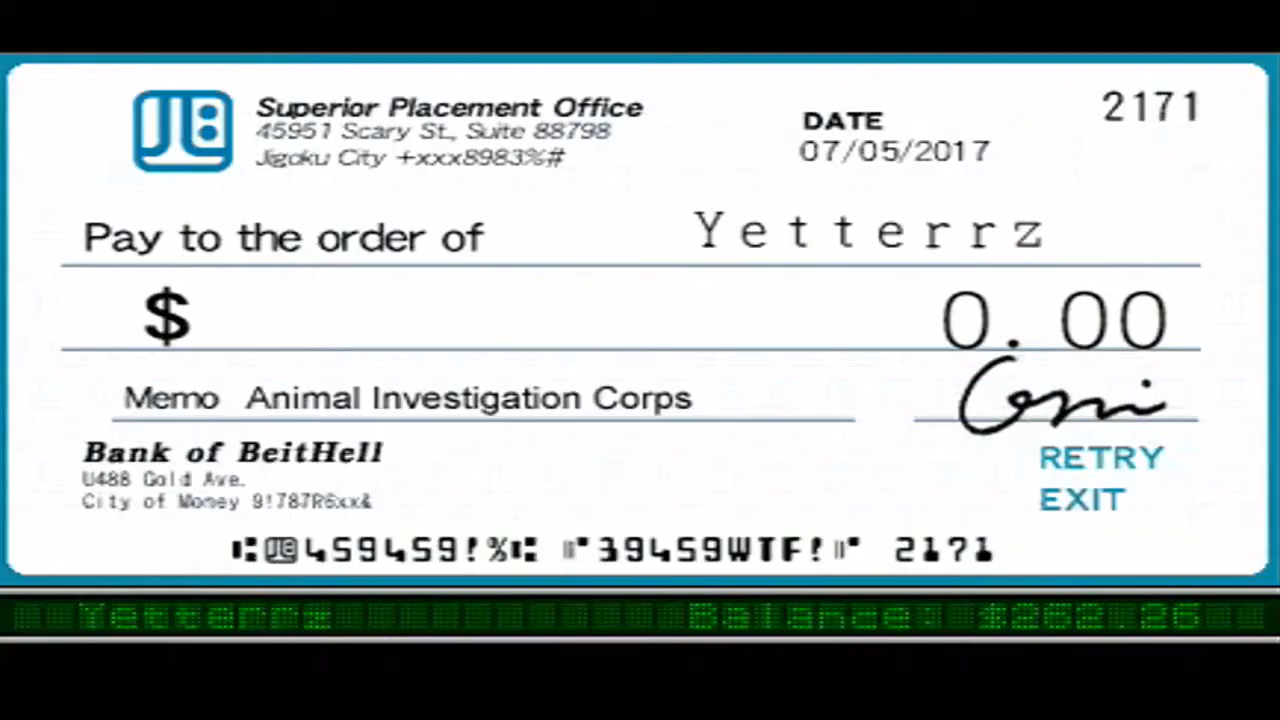 Superior Placement Office
45951 Scary St., Suite 88798
Jigoku City +xxx8983%#
DATE
07/05/2017
2171
Pay to the order of Yetterrz
$ 0.00
Memo Animal Investigation Corps
Bank of BeitHell
U488 Gold Ave.
City of Money 9!787R6xx&
RETRY
EXIT
459459!% 39459WTF! 2171
Yetterrz Balance: $262.26